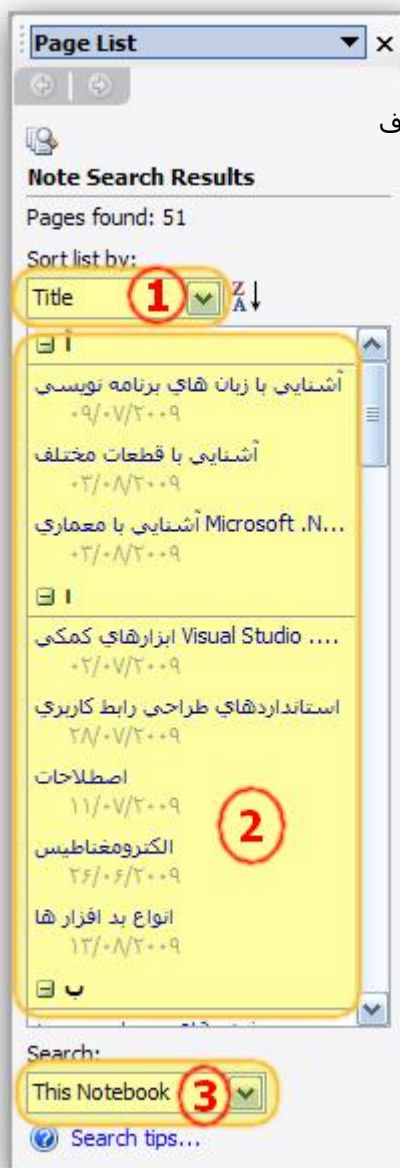 Page List
ف
Note Search Results
Pages found: 51
Sort list by:
Title 1 Z A
آ
آشنايي با زبان هاي برنامه نويسي
۰۹/۰۷/۲۰۰۹
آشنايي با قطعات مختلف
۰۳/۰۸/۲۰۰۹
آشنايي با معماري Microsoft .N...
۰۳/۰۸/۲۰۰۹
ا
ابزارهاي كمكي Visual Studio ....
۰۲/۰۷/۲۰۰۹
استانداردهاي طراحي رابط كاربري
۲۸/۰۷/۲۰۰۹
اصطلاحات
۱۱/۰۷/۲۰۰۹
الكترومغناطيس
۲۶/۰۶/۲۰۰۹
2
انواع بد افزار ها
۱۳/۰۸/۲۰۰۹
ب
Search:
This Notebook 3
Search tips...